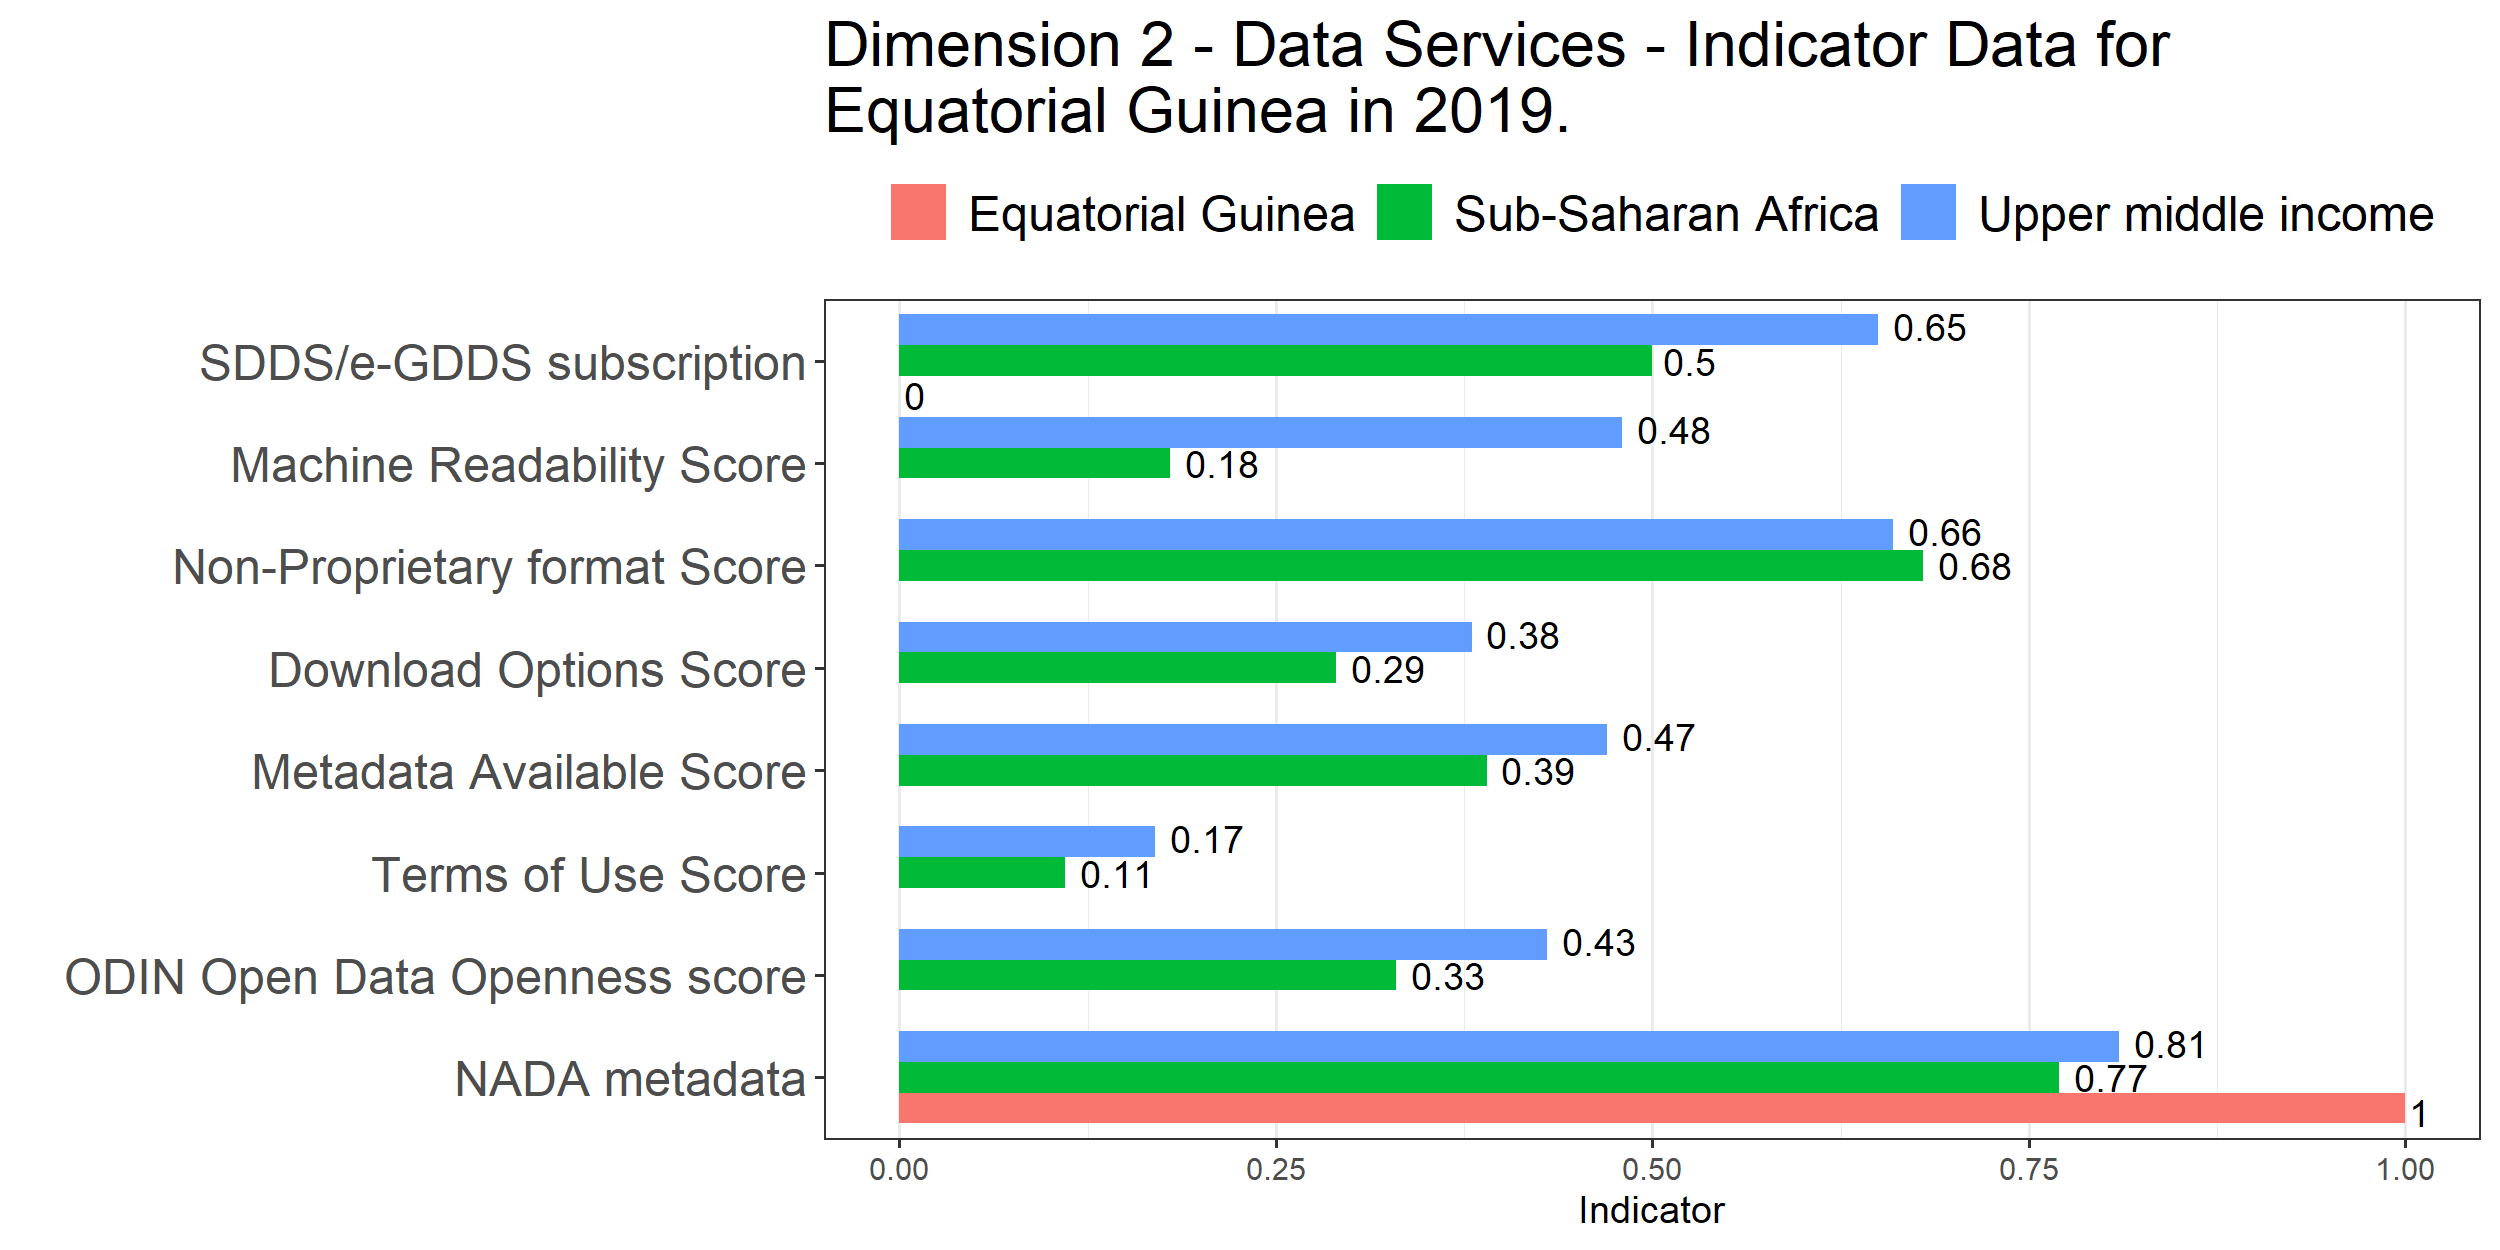 Dimension 2 - Data Services - Indicator Data for
Equatorial Guinea in 2019.
Equatorial Guinea
Sub-Saharan Africa
Upper middle income
SDDS/e-GDDS subscription
0.65
0.5
0
Machine Readability Score
0.48
0.18
Non-Proprietary format Score
0.66
0.68
Download Options Score
0.38
0.29
Metadata Available Score
0.47
0.39
Terms of Use Score
0.17
0.11
ODIN Open Data Openness score
0.43
0.33
NADA metadata
0.81
0.77
1
0.00 0.25 0.50 0.75 1.00
Indicator